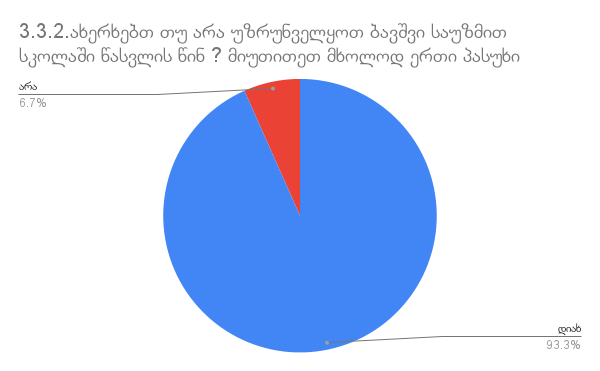 3.3.2.ახერხებთ თუ არა უზრუნველყოთ ბავშვი საუზმით
სკოლაში წასვლის წინ ? მიუთითეთ მხოლოდ ერთი პასუხი
არა
6.7%
დიახ
93.3%